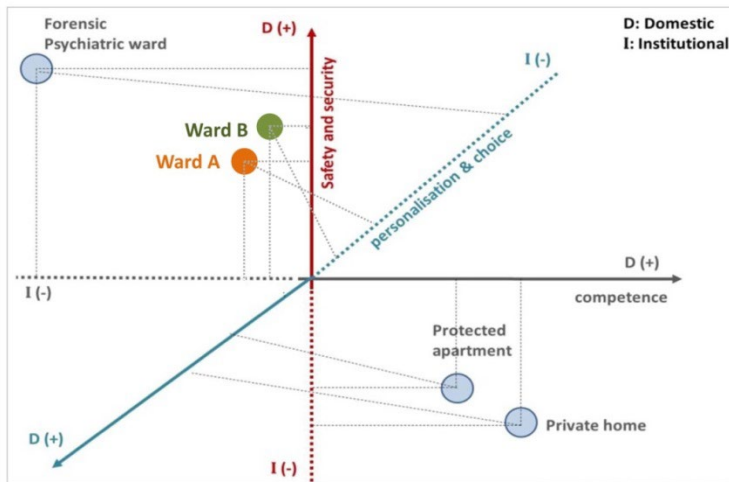 Forensic
Psychiatric ward
D (+)
D: Domestic
I: Institutional
I (-)
Safety and security
Ward B
Ward A
personalisation & choice
D (+)
I (-)
competence
Protected
apartment
Private home
D (+)
I (-)